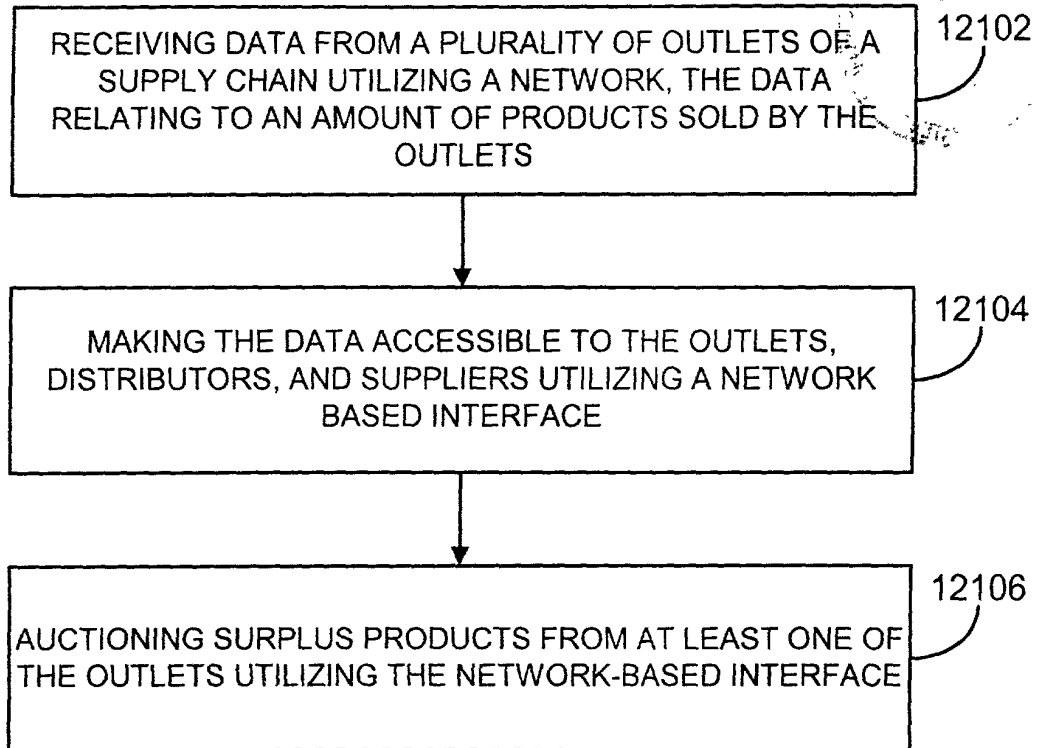 RECEIVING DATA FROM A PLURALITY OF OUTLETS OF A
SUPPLY CHAIN UTILIZING A NETWORK, THE DATA
RELATING TO AN AMOUNT OF PRODUCTS SOLD BY THE
OUTLETS
12102
MAKING THE DATA ACCESSIBLE TO THE OUTLETS,
DISTRIBUTORS, AND SUPPLIERS UTILIZING A NETWORK
BASED INTERFACE
12104
AUCTIONING SURPLUS PRODUCTS FROM AT LEAST ONE OF
THE OUTLETS UTILIZING THE NETWORK-BASED INTERFACE
12106